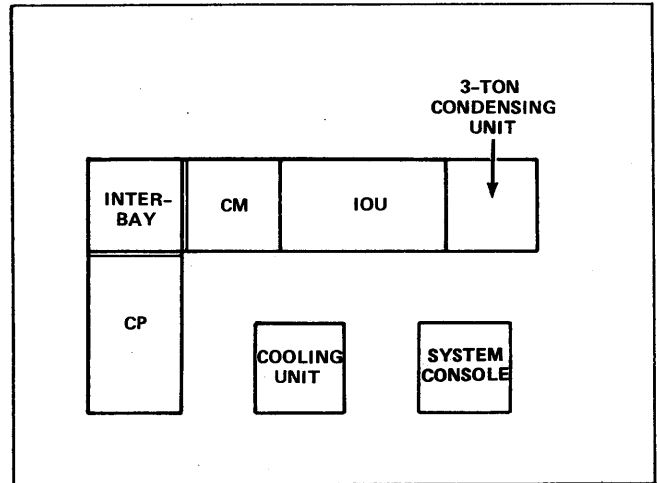 3-TON
CONDENSING
UNIT
INTER-
BAY
CM
IOU
CP
COOLING
UNIT
SYSTEM
CONSOLE